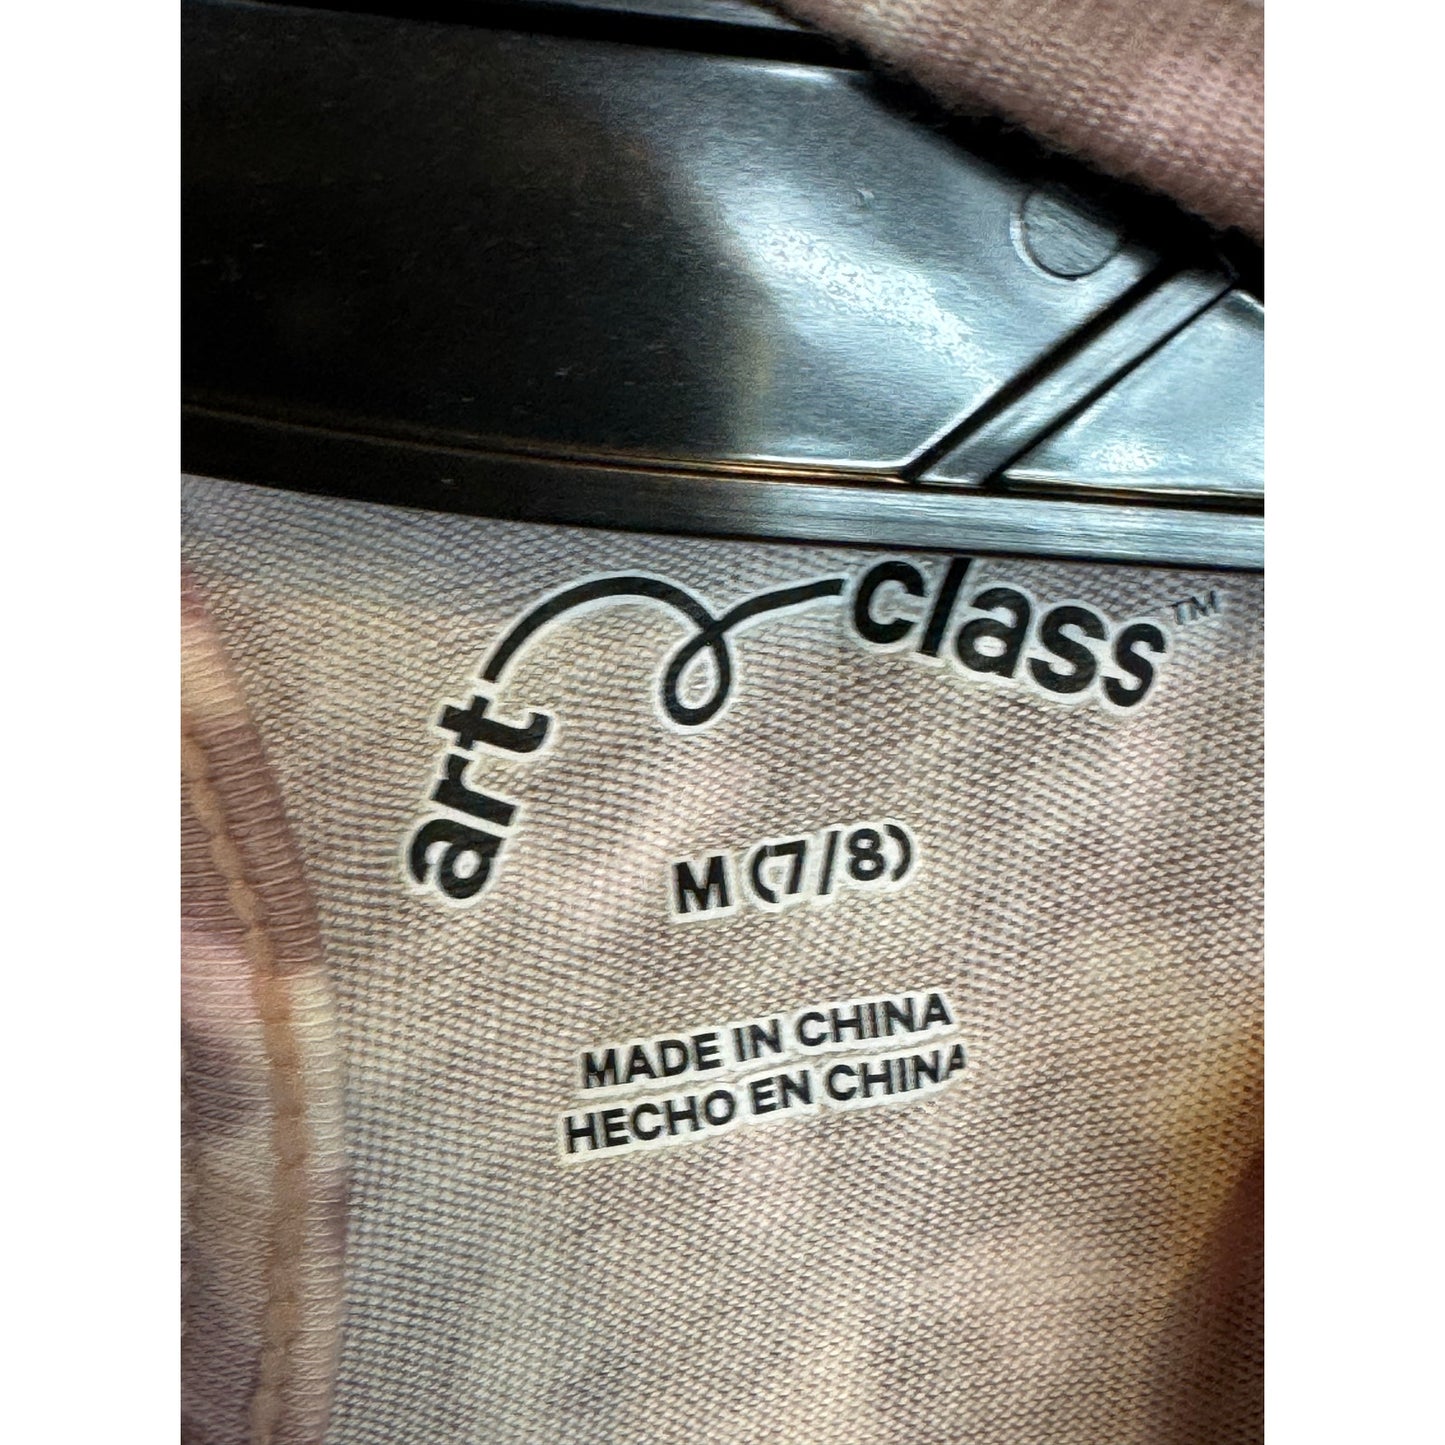 art class™
M (7/8)
MADE IN CHINA
HECHO EN CHINA